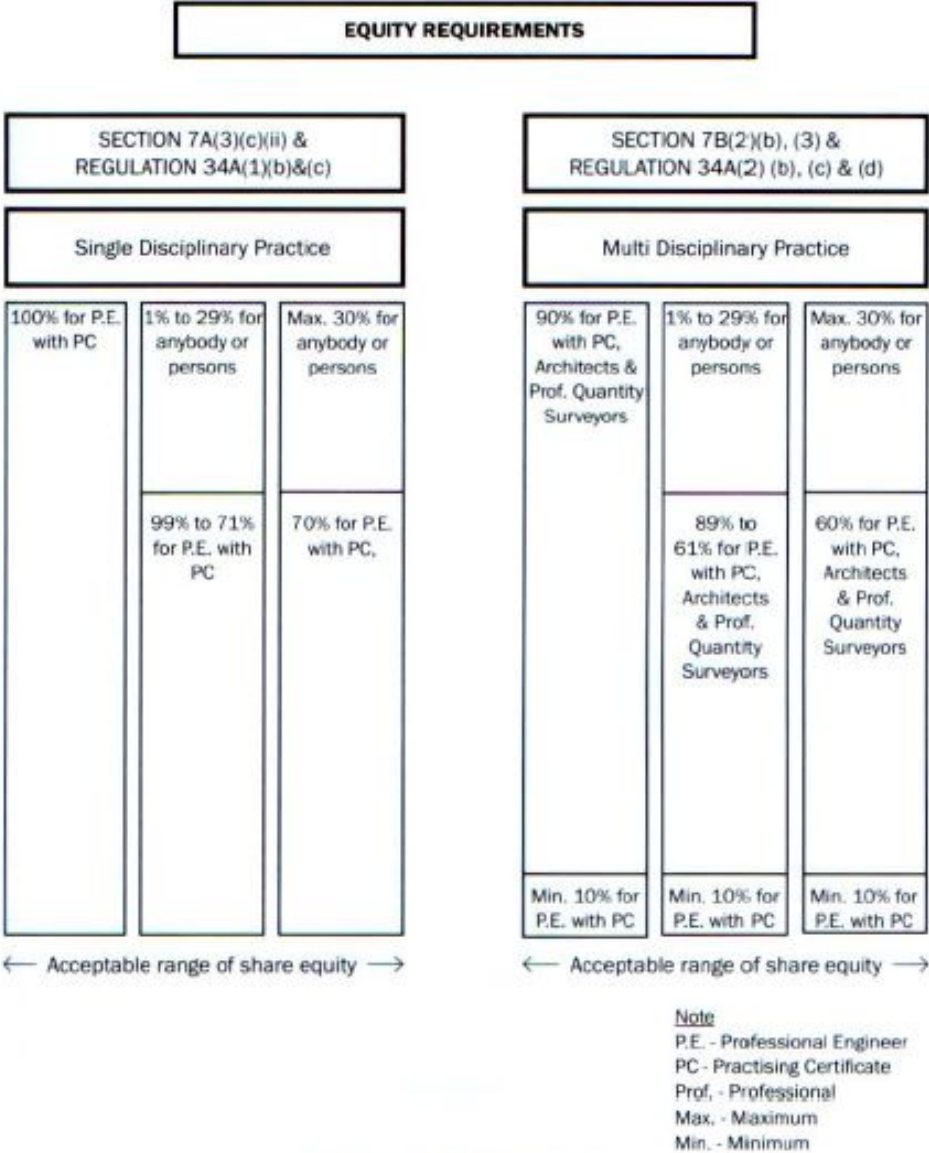 EQUITY REQUIREMENTS
SECTION 7A(3)(c)(ii) &
REGULATION 34A(1)(b)&(c)
Single Disciplinary Practice
100% for P.E.
with PC
1% to 29% for
anybody or
persons
99% to 71%
for P.E. with
PC
Max. 30% for
anybody or
persons
70% for P.E.
with PC,
← Acceptable range of share equity →
SECTION 7B(2)(b), (3) &
REGULATION 34A(2) (b), (c) & (d)
Multi Disciplinary Practice
90% for P.E.
with PC,
Architects &
Prof. Quantity
Surveyors
Min. 10% for
P.E. with PC
1% to 29% for
anybody or
persons
89% to
61% for P.E.
with PC,
Architects
& Prof.
Quantity
Surveyors
Min. 10% for
P.E. with PC
Max. 30% for
anybody or
persons
60% for P.E.
with PC,
Architects
& Prof.
Quantity
Surveyors
Min. 10% for
P.E. with PC
← Acceptable range of share equity →
Note
P.E. - Professional Engineer
PC - Practising Certificate
Prof. - Professional
Max. - Maximum
Min. - Minimum